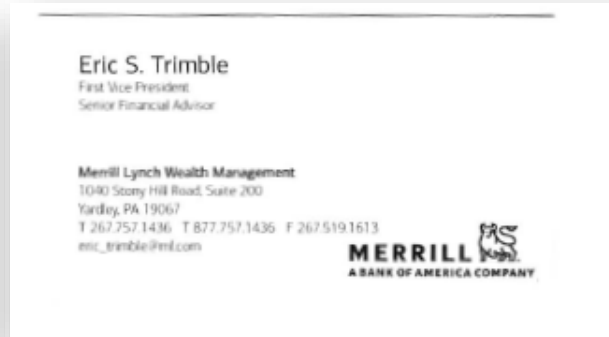 Eric S. Trimble
First Vice President
Senior Financial Advisor
Merrill Lynch Wealth Management
1040 Stony Hill Road, Suite 200
Yardley, PA 19067
T 267.757.1436 T 877.757.1436 F 267.519.1613
eric_trimble@ml.com
MERRILL
A BANK OF AMERICA COMPANY